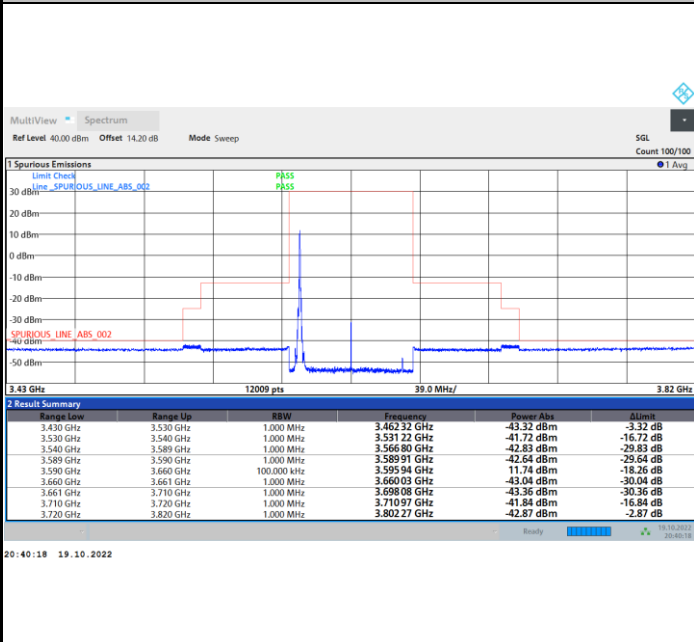 MultiView Spectrum
Ref Level 40.00 dBm Offset 14.20 dB Mode Sweep SGL
Count 100/100
1 Spurious Emissions 1 Avg
Limit Check PASS
Line _SPURIOUS_LINE_ABS_002 PASS
30 dBm
20 dBm
10 dBm
0 dBm
-10 dBm
-20 dBm
-30 dBm
SPURIOUS_LINE_ABS_002
-40 dBm
-50 dBm
3.43 GHz 12009 pts 39.0 MHz/ 3.82 GHz
2 Result Summary
Range Low Range Up RBW Frequency Power Abs ΔLimit
3.430 GHz 3.530 GHz 1.000 MHz 3.462 32 GHz -43.32 dBm -3.32 dB
3.530 GHz 3.540 GHz 1.000 MHz 3.531 22 GHz -41.72 dBm -16.72 dB
3.540 GHz 3.589 GHz 1.000 MHz 3.566 80 GHz -42.83 dBm -29.83 dB
3.589 GHz 3.590 GHz 1.000 MHz 3.589 91 GHz -42.64 dBm -29.64 dB
3.590 GHz 3.660 GHz 100.000 kHz 3.595 94 GHz 11.74 dBm -18.26 dB
3.660 GHz 3.661 GHz 1.000 MHz 3.660 03 GHz -43.04 dBm -30.04 dB
3.661 GHz 3.710 GHz 1.000 MHz 3.698 08 GHz -43.36 dBm -30.36 dB
3.710 GHz 3.720 GHz 1.000 MHz 3.710 97 GHz -41.84 dBm -16.84 dB
3.720 GHz 3.820 GHz 1.000 MHz 3.802 27 GHz -42.87 dBm -2.87 dB
Ready 19.10.2022
20:40:18
20:40:18 19.10.2022